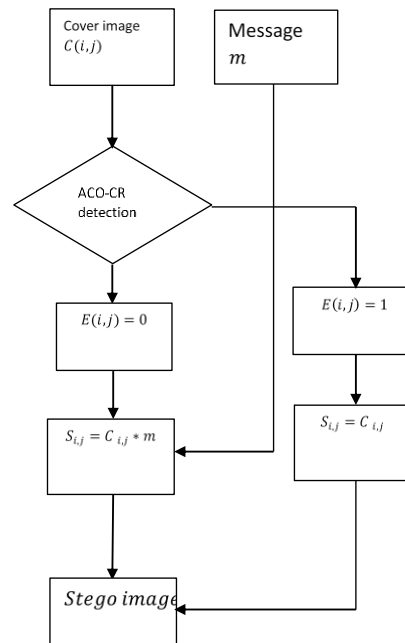 Cover image
C(i,j)
Message
m
ACO-CR
detection
E(i,j) = 0
E(i,j) = 1
S_{i,j} = C_{i,j} * m
S_{i,j} = C_{i,j}
Stego image